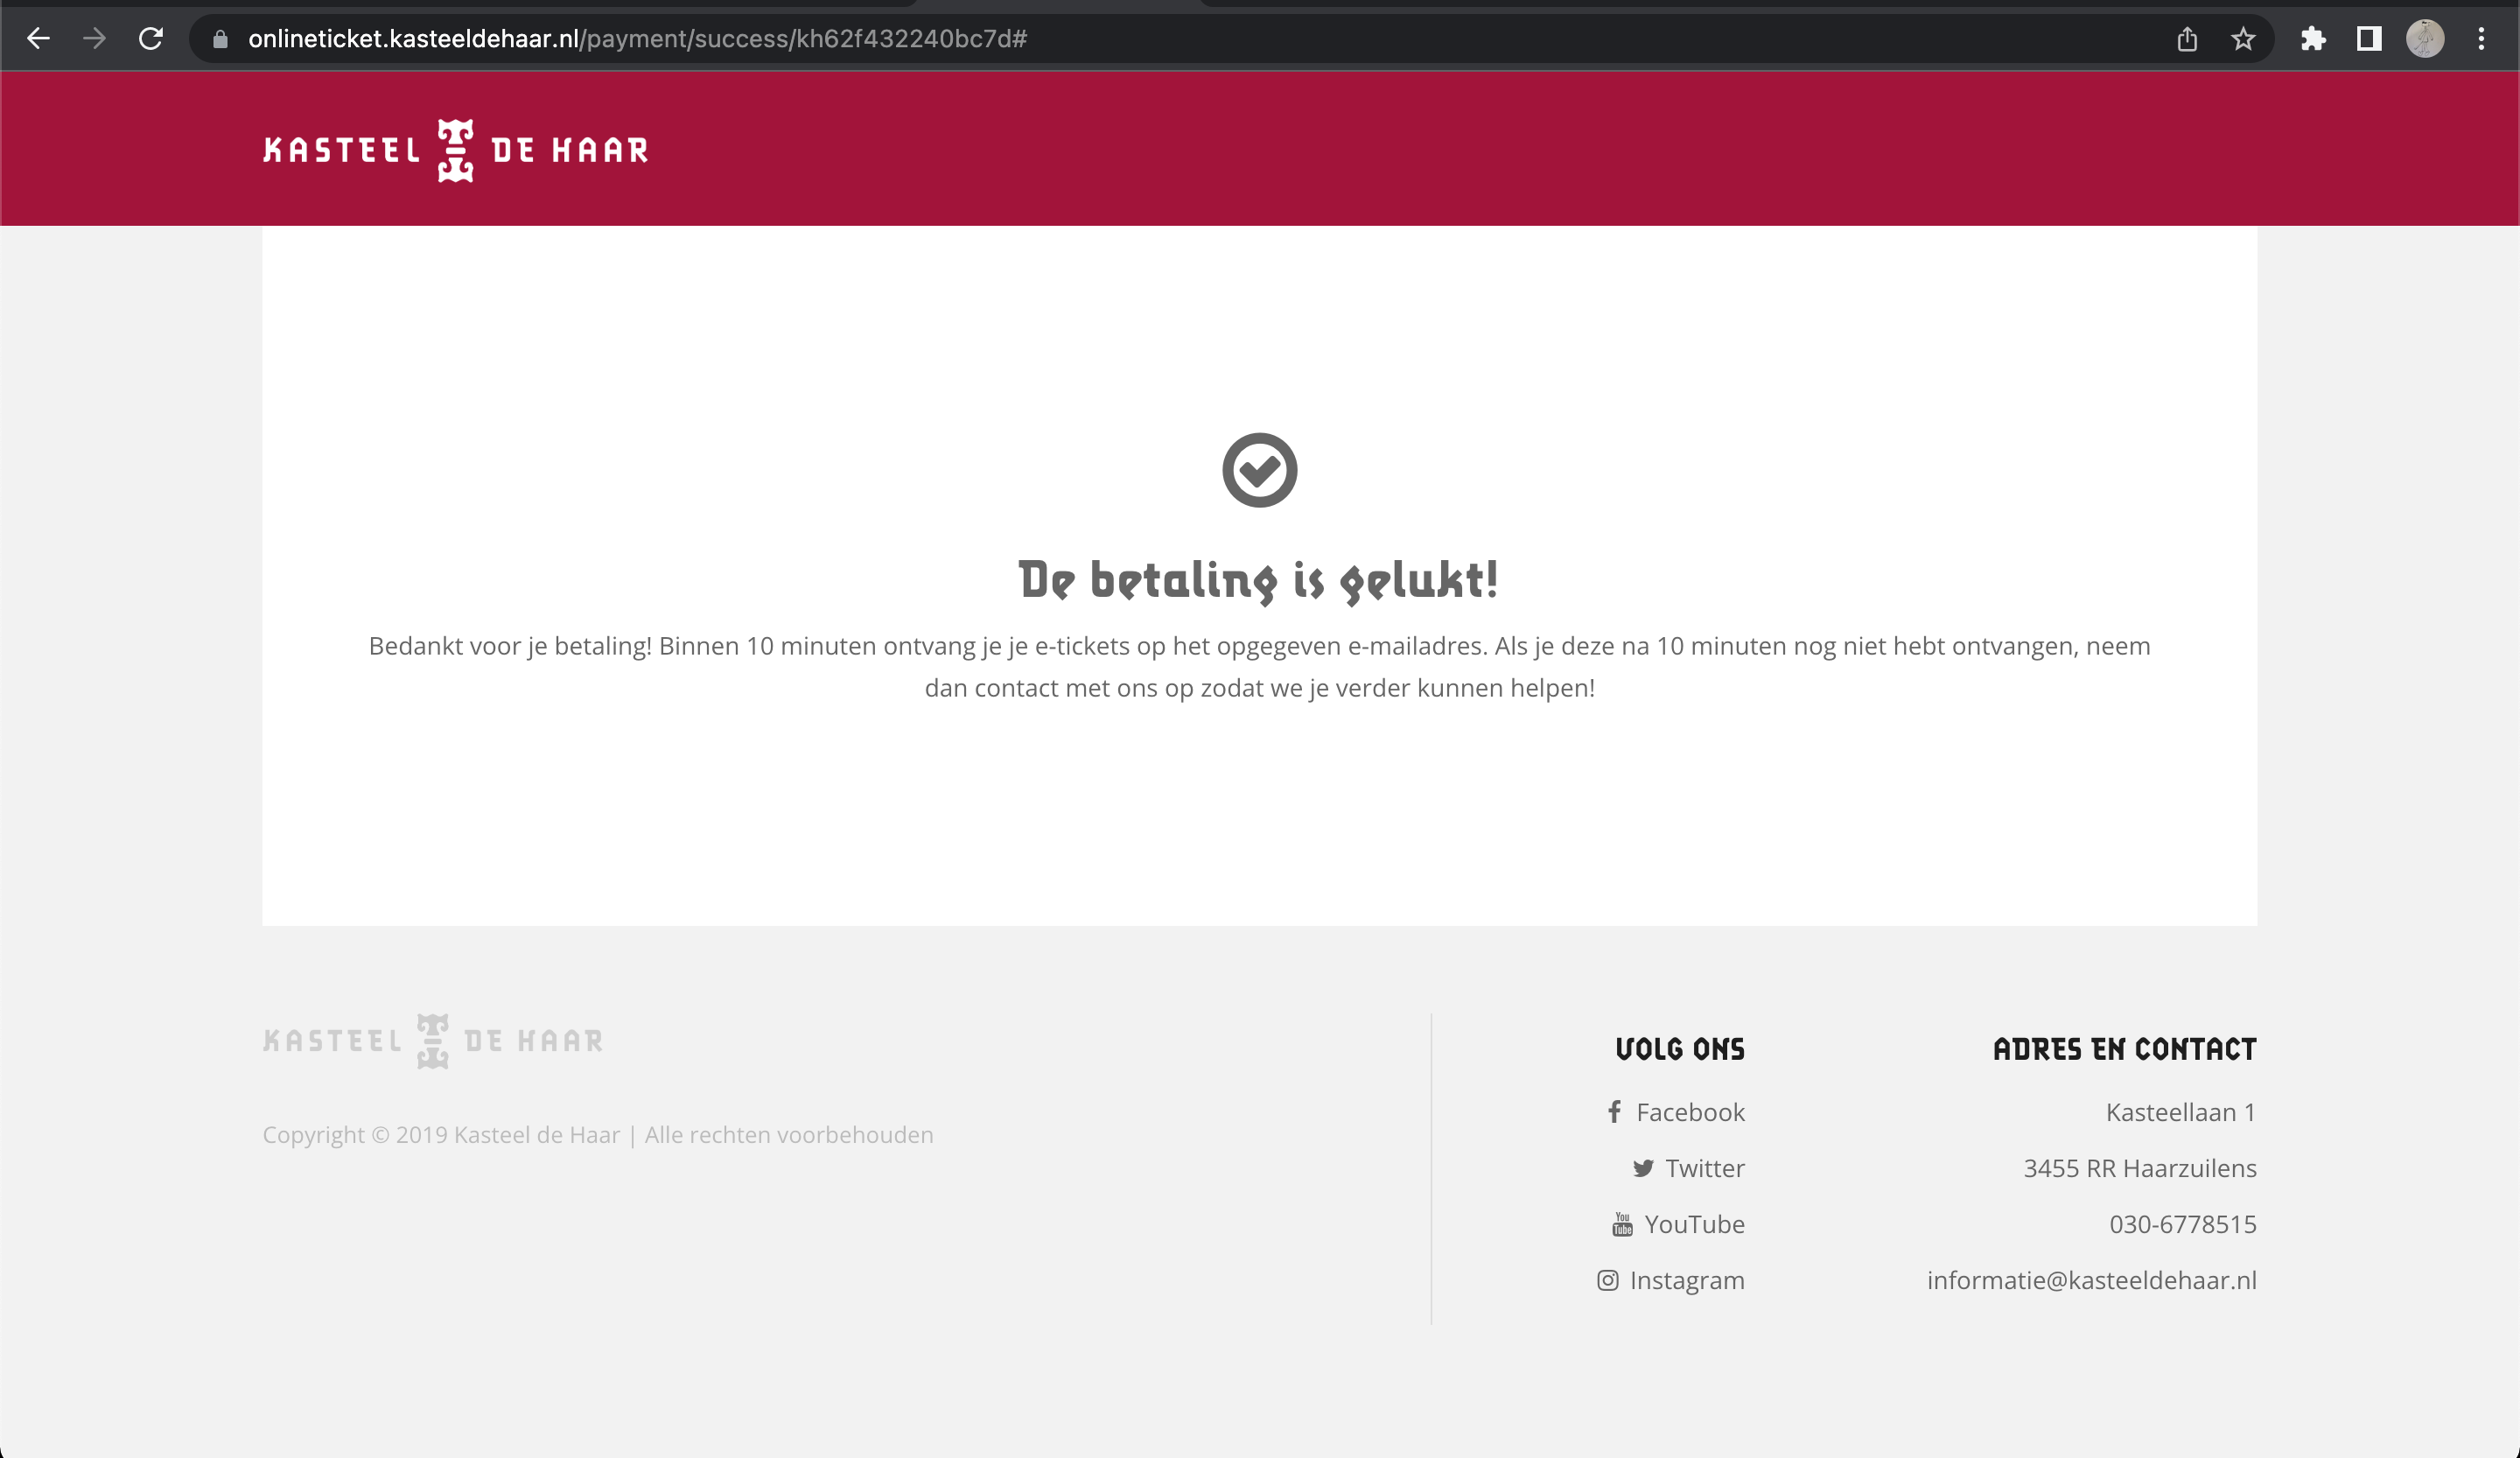 onlineticket.kasteeldehaar.nl/payment/success/kh62f432240bc7d#
KASTEEL DE HAAR
De betaling is gelukt!
Bedankt voor je betaling! Binnen 10 minuten ontvang je je e-tickets op het opgegeven e-mailadres. Als je deze na 10 minuten nog niet hebt ontvangen, neem
dan contact met ons op zodat we je verder kunnen helpen!
KASTEEL DE HAAR
Copyright © 2019 Kasteel de Haar | Alle rechten voorbehouden
VOLG ONS
Facebook
Twitter
You Tube YouTube
Instagram
ADRES EN CONTACT
Kasteellaan 1
3455 RR Haarzuilens
030-6778515
informatie@kasteeldehaar.nl